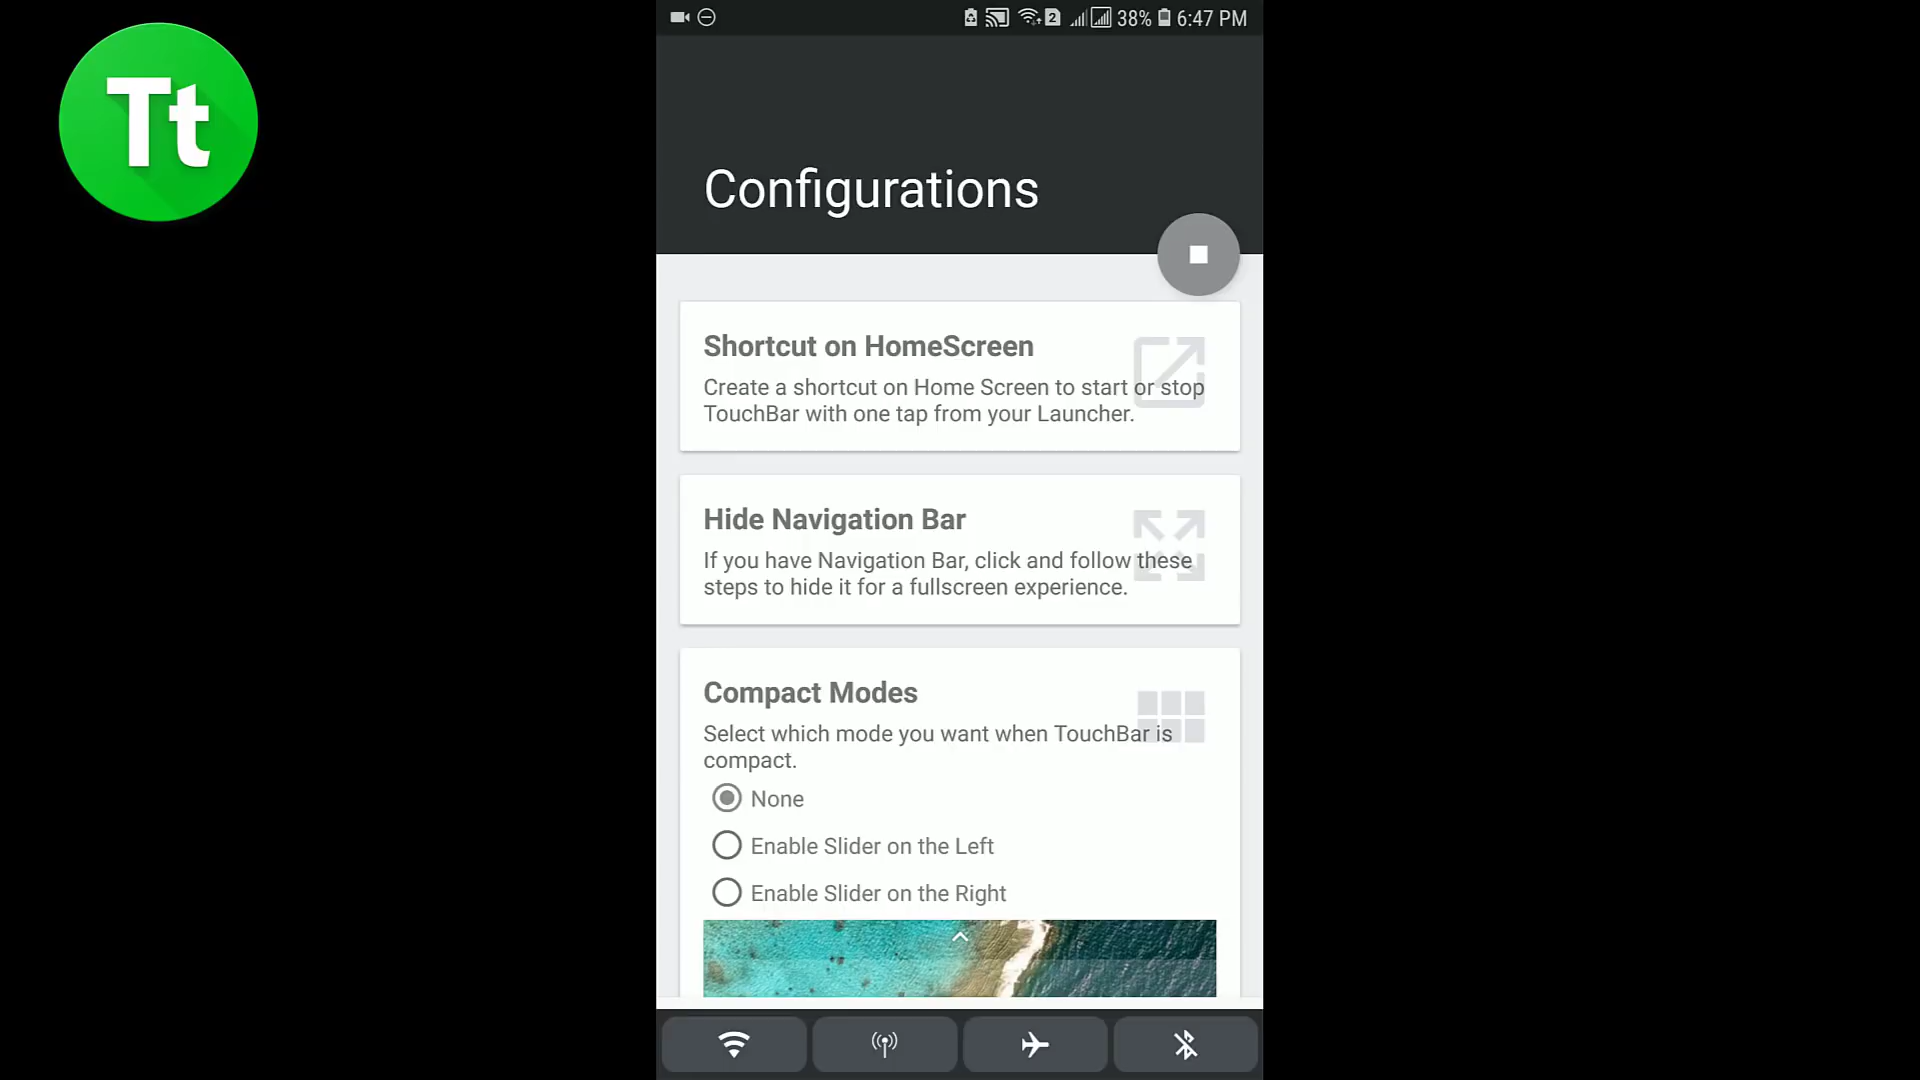 Tt
2
38%
6:47 PM
Configurations
Shortcut on HomeScreen
Create a shortcut on Home Screen to start or stop
TouchBar with one tap from your Launcher.
Hide Navigation Bar
If you have Navigation Bar, click and follow these
steps to hide it for a fullscreen experience.
Compact Modes
Select which mode you want when TouchBar is
compact.
None
Enable Slider on the Left
Enable Slider on the Right